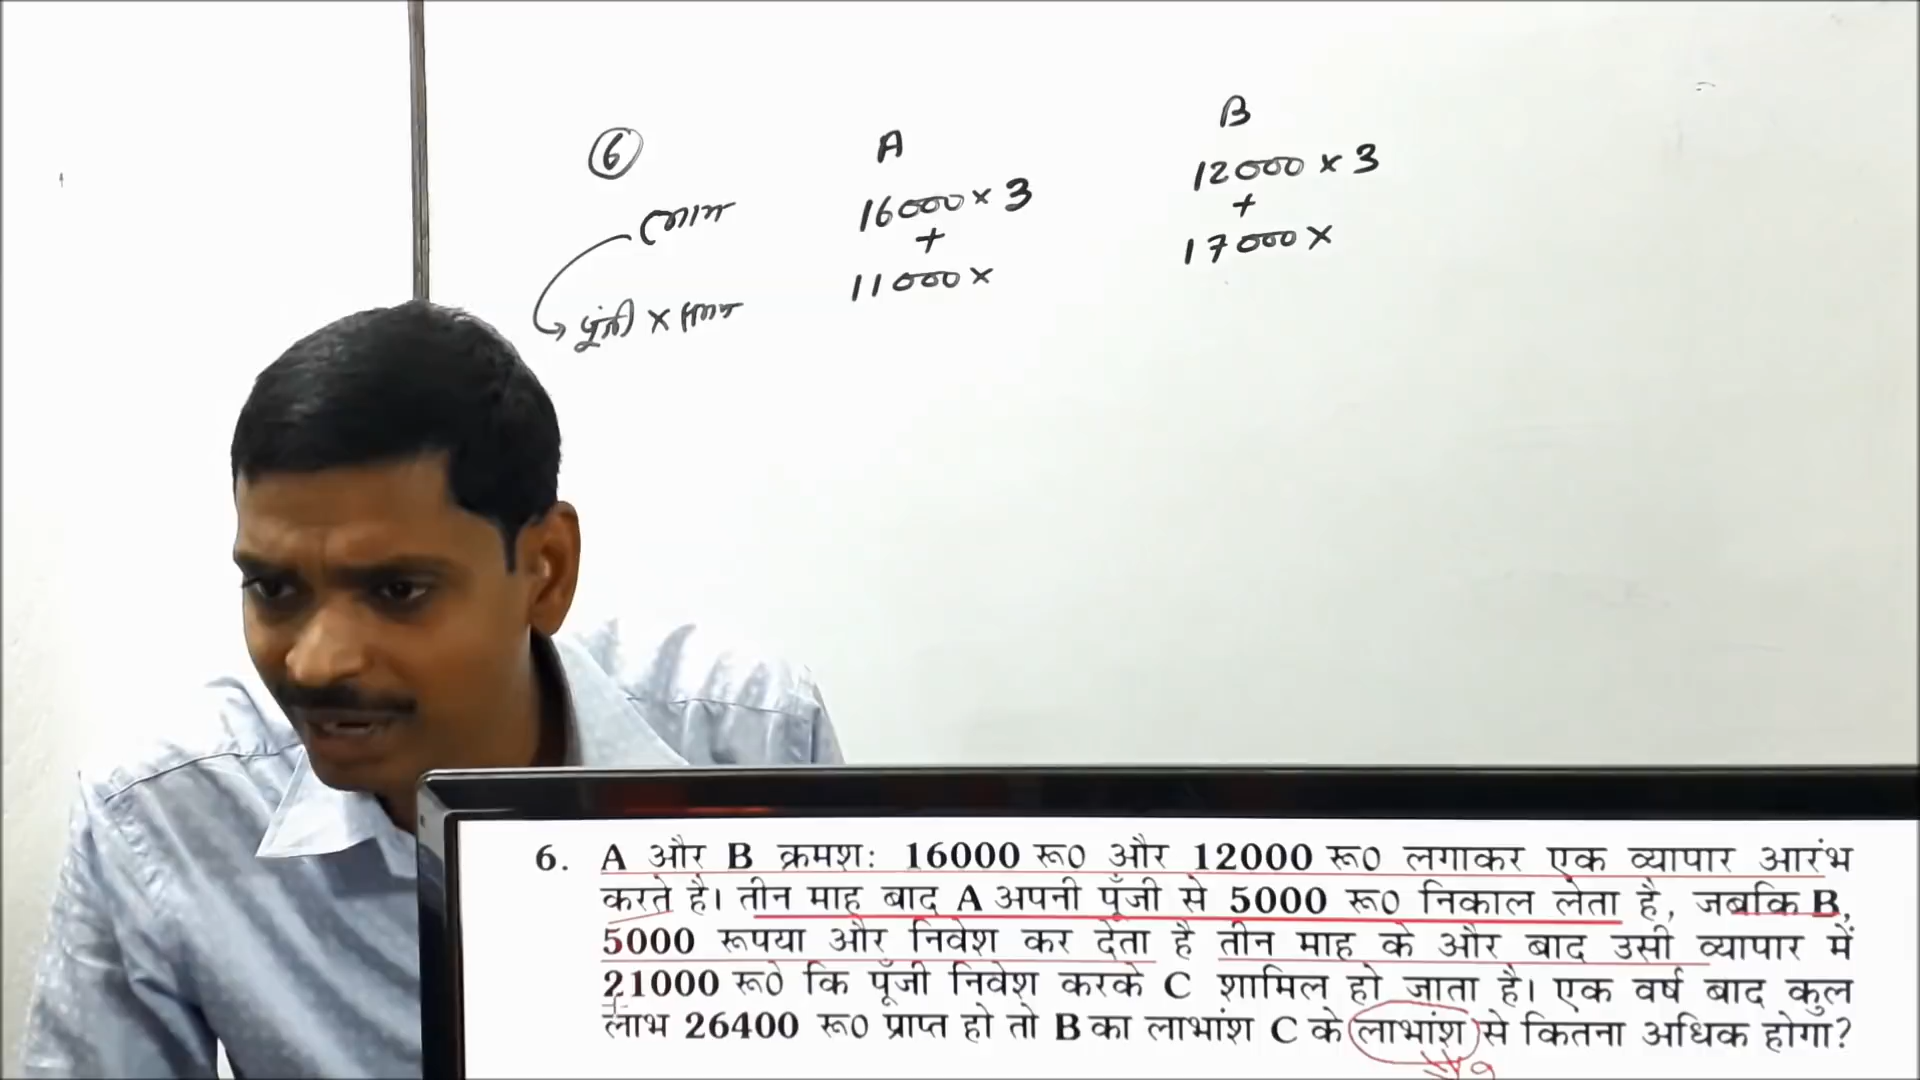 6
A
B
16000 × 3
12000 × 3
+
+
11000 ×
17000 ×
पूंजी ×
6. A और B क्रमश: 16000 रू0 और 12000 रू0 लगाकर एक व्यापार आरंभ
करते है। तीन माह बाद A अपनी पूँजी से 5000 रू0 निकाल लेता है, जबकि B,
5000 रूपया और निवेश कर देता है तीन माह के और बाद उसी व्यापार में
21000 रू0 कि पूँजी निवेश करके C शामिल हो जाता है। एक वर्ष बाद कुल
लाभ 26400 रू0 प्राप्त हो तो B का लाभांश C के लाभांश से कितना अधिक होगा?